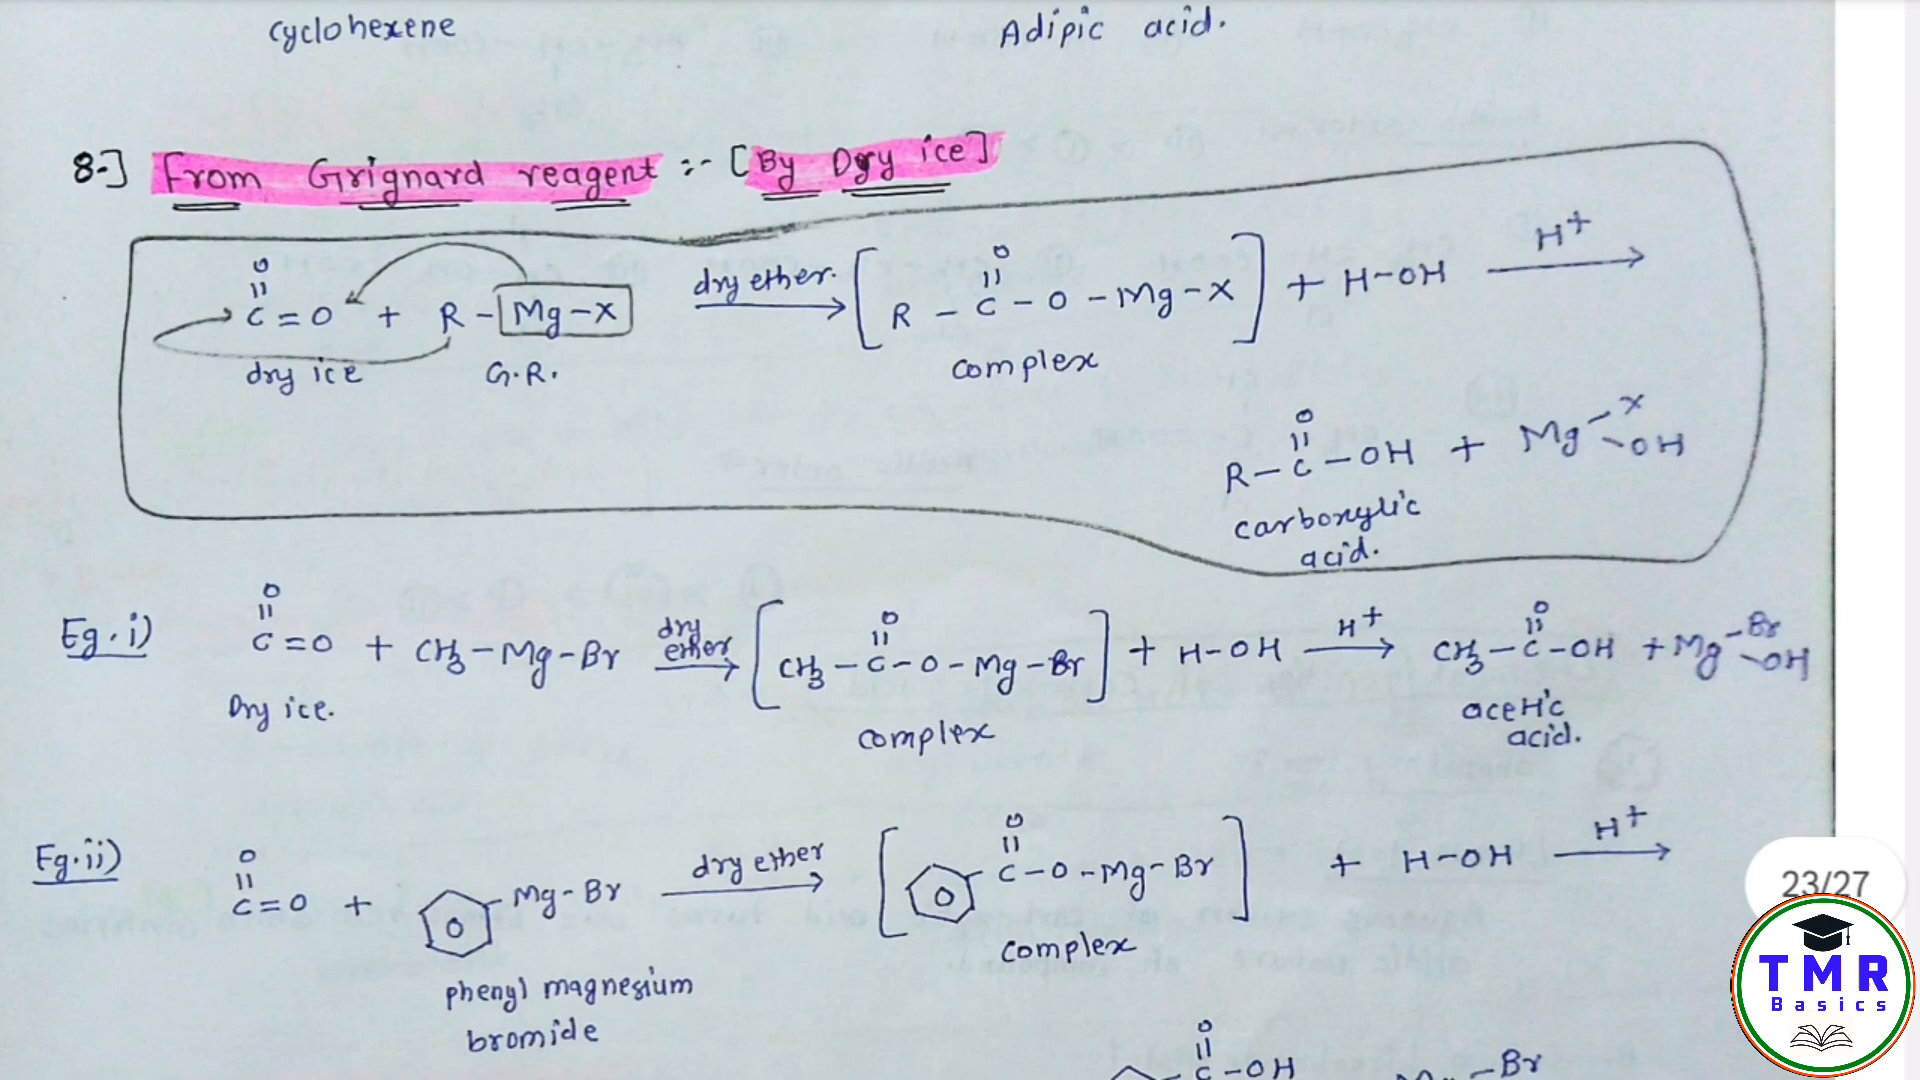 cyclohexene
Adipic acid.
8.] From Grignard reagent :- [By Dry ice]
O
||
C = O + R - Mg - X dry ether. [ R - C - O - Mg - X ] + H - OH H+
O
||
dry ice G.R. complex
O
||
R - C - OH + Mg - X
- OH
carboxylic
acid.
Eg. i) C = O + CH3 - Mg - Br dry ether [ CH3 - C - O - Mg - Br ] + H - OH H+ CH3 - C - OH + Mg - Br
O O O
|| || ||
- OH
Dry ice. complex acetic
acid.
Eg. ii) C = O + Mg - Br dry ether [ C - O - Mg - Br ] + H - OH H+
O O
|| ||
complex
phenyl magnesium
bromide
O
||
C - OH
- Br
23/27
TMR
Basics